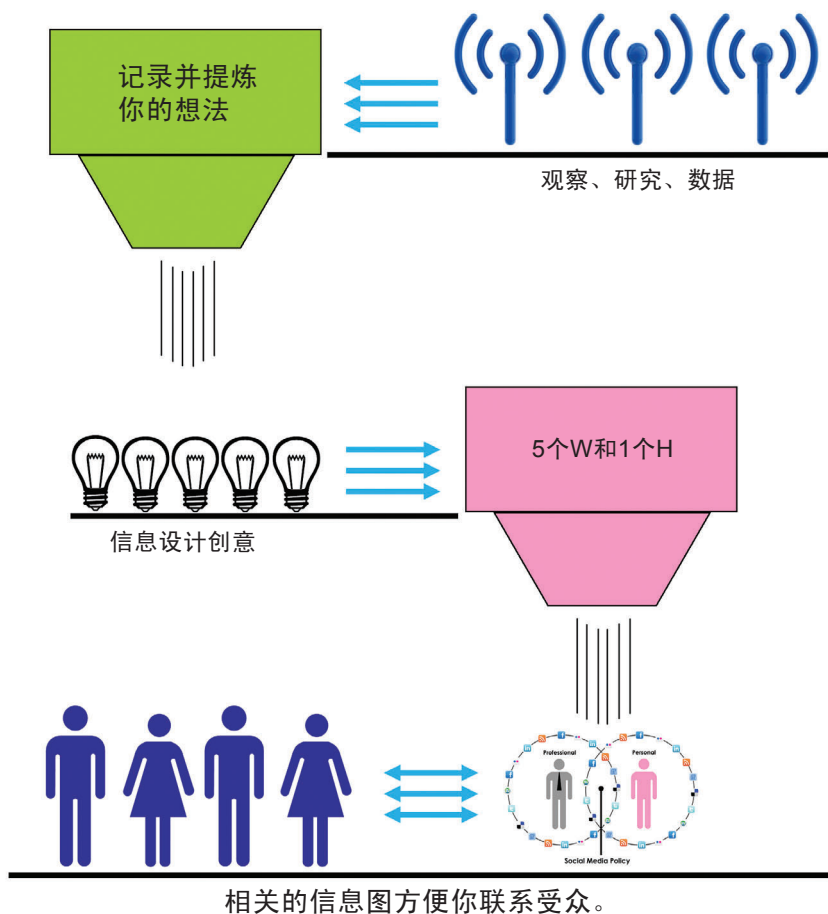 记录并提炼
你的想法
观察、研究、数据
5个W和1个H
信息设计创意
Professional
Personal
Social Media Policy
相关的信息图方便你联系受众。